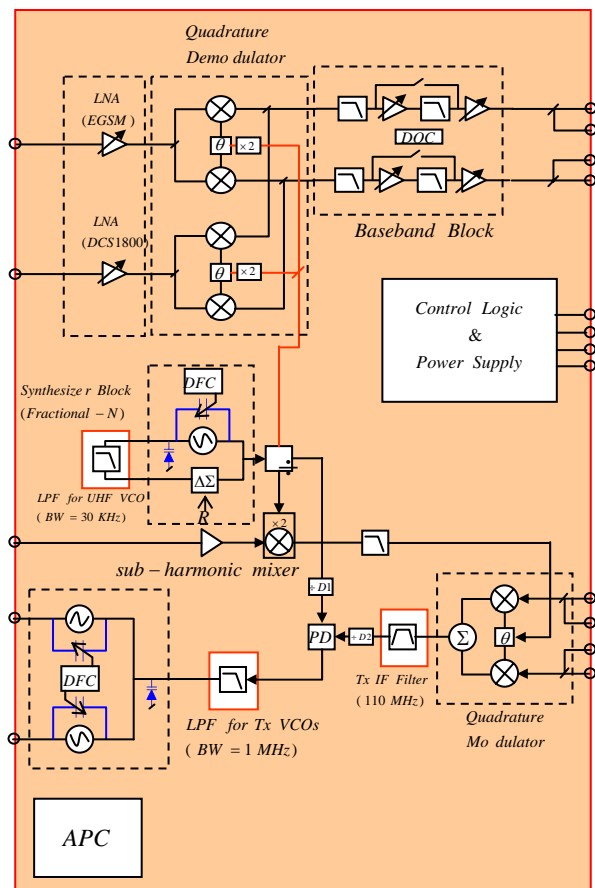 Quadrature
Demo dulator
LNA
(EGSM)
θ
×2
DOC
LNA
(DCS1800)
θ
×2
Baseband Block
Control Logic
&
Power Supply
Synthesize r Block
(Fractional - N)
DFC
ΔΣ
R
LPF for UHF VCO
( BW = 30 KHz)
×2
sub - harmonic mixer
÷D1
PD
÷D2
Σ
θ
DFC
Tx IF Filter
(110 MHz)
LPF for Tx VCOs
( BW = 1 MHz)
Quadrature
Mo dulator
APC